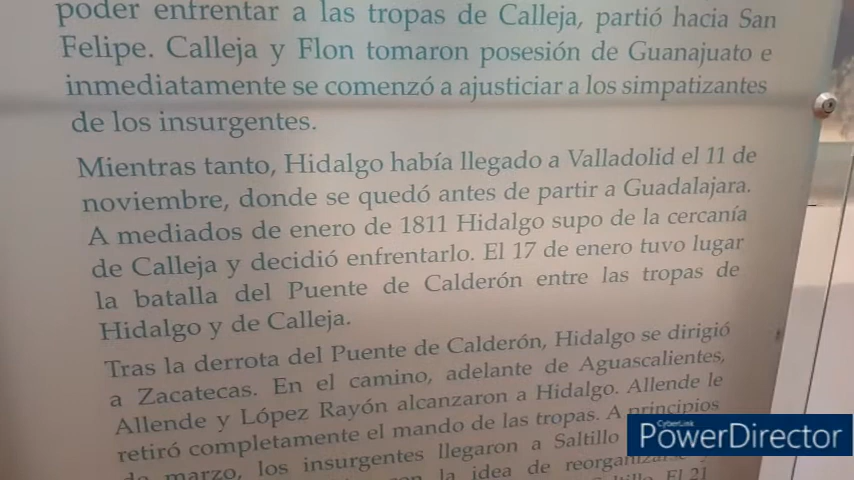 poder enfrentar a las tropas de Calleja, partió hacia San
Felipe. Calleja y Flon tomaron posesión de Guanajuato e
inmediatamente se comenzó a ajusticiar a los simpatizantes
de los insurgentes.
Mientras tanto, Hidalgo había llegado a Valladolid el 11 de
noviembre, donde se quedó antes de partir a Guadalajara.
A mediados de enero de 1811 Hidalgo supo de la cercanía
de Calleja y decidió enfrentarlo. El 17 de enero tuvo lugar
la batalla del Puente de Calderón entre las tropas de
Hidalgo y de Calleja.
Tras la derrota del Puente de Calderón, Hidalgo se dirigió
a Zacatecas. En el camino, adelante de Aguascalientes,
Allende y López Rayón alcanzaron a Hidalgo. Allende le
retiró completamente el mando de las tropas. A principios
de marzo, los insurgentes llegaron a Saltillo
la idea de
El 21
CyberLink
PowerDirector